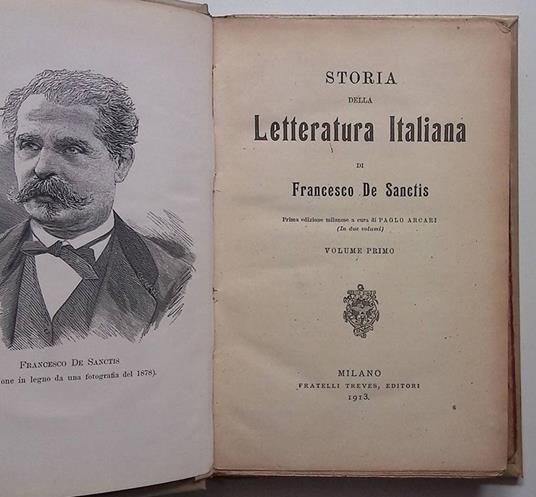 FRANCESCO DE SANCTIS
one in legno da una fotografia del 1878).
STORIA
DELLA
Letteratura Italiana
DI
Francesco De Sanctis
Prima edizione milanese a cura di PAOLO ARCARI
(In due volumi)
VOLUME PRIMO
MILANO
FRATELLI TREVES, EDITORI
1913.